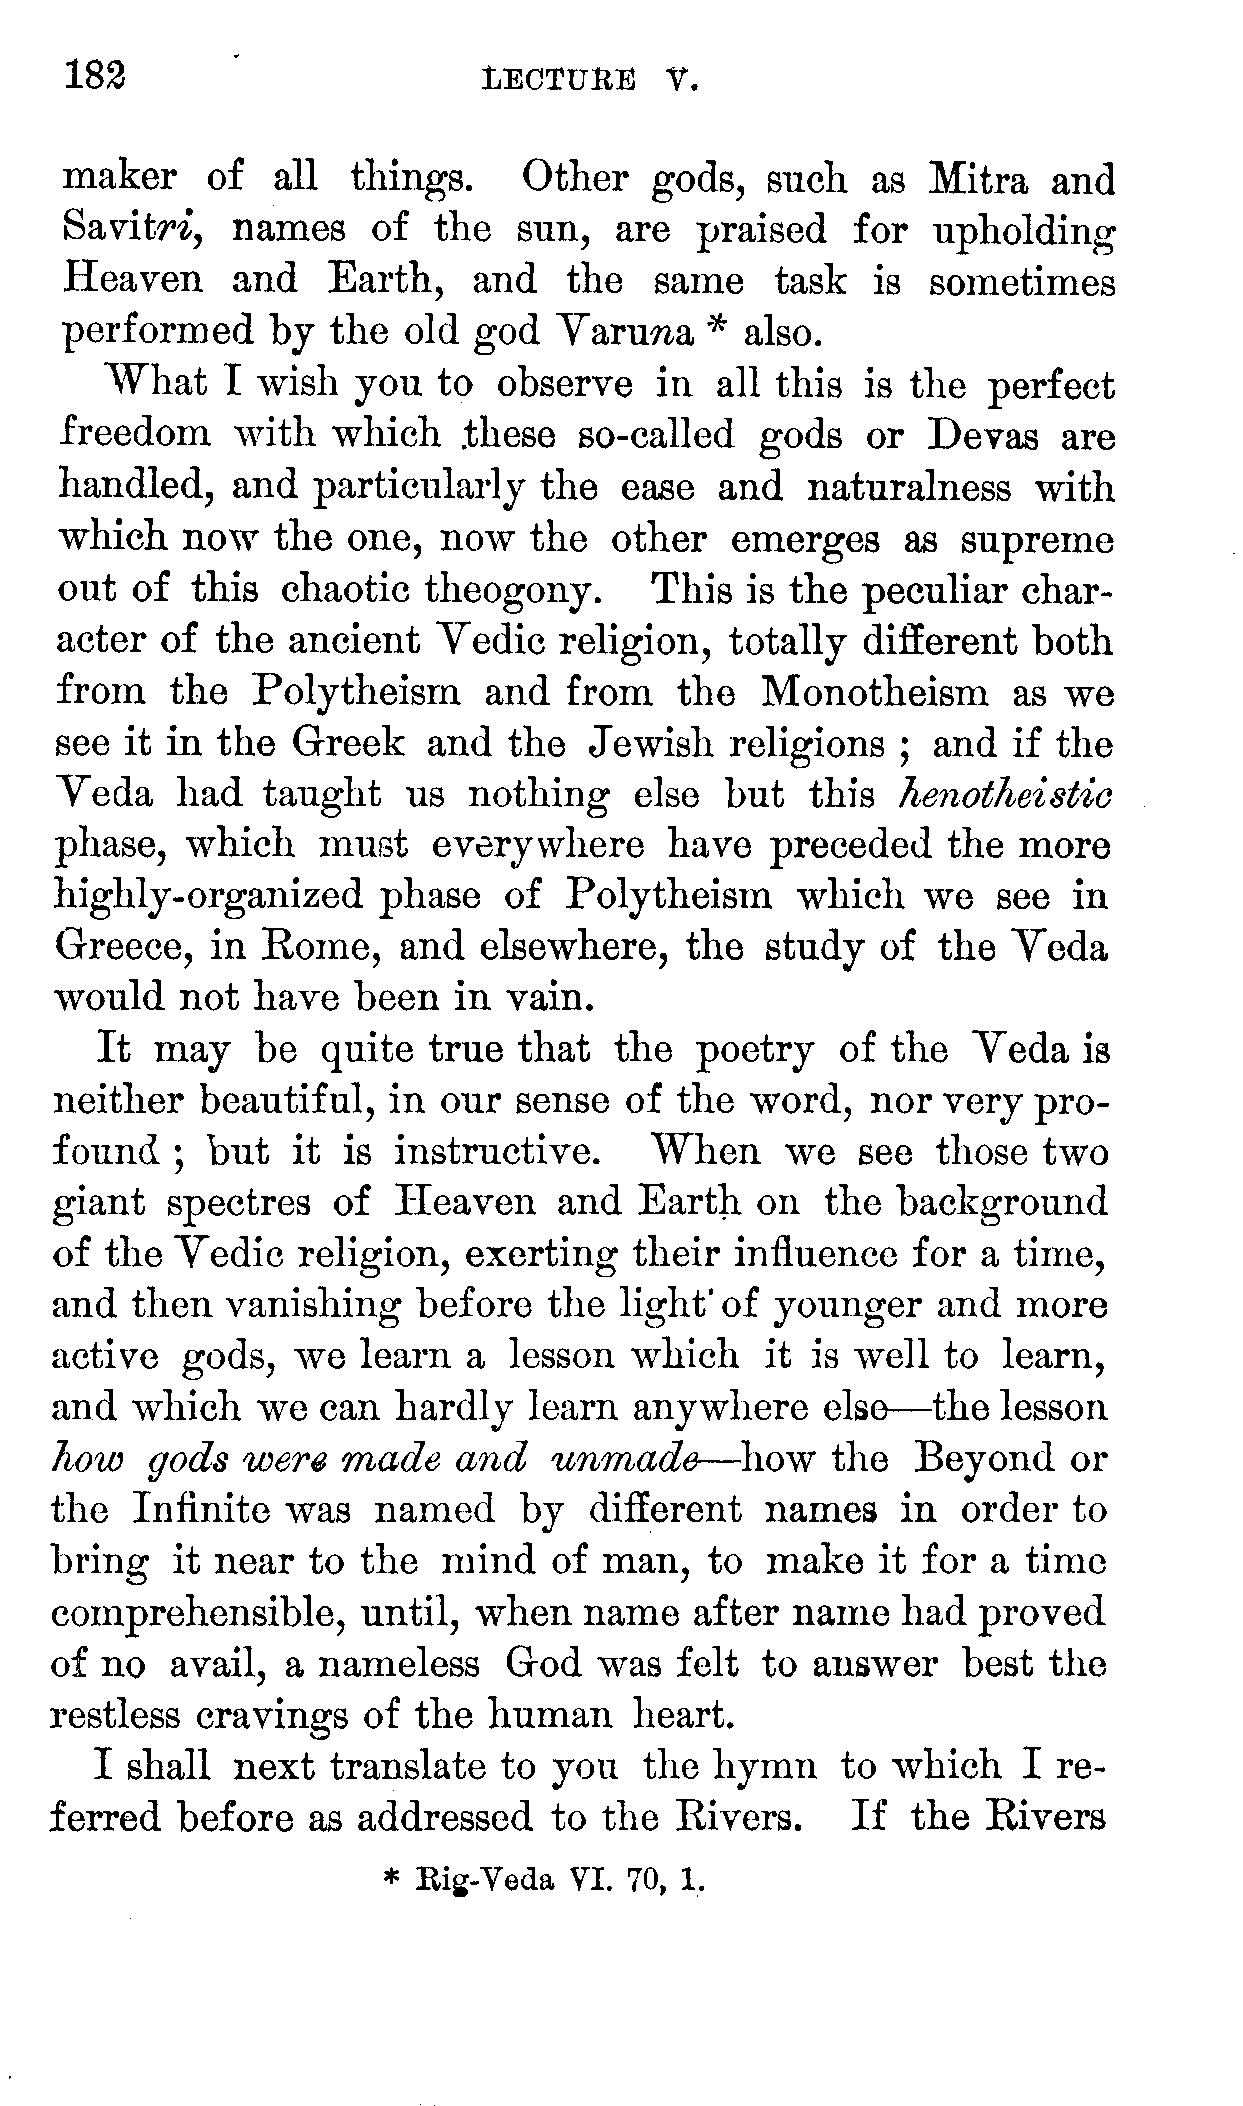 182 LECTURE V.
maker of all things. Other gods, such as Mitra and
Savitri, names of the sun, are praised for upholding
Heaven and Earth, and the same task is sometimes
performed by the old god Varuna * also.
What I wish you to observe in all this is the perfect
freedom with which these so-called gods or Devas are
handled, and particularly the ease and naturalness with
which now the one, now the other emerges as supreme
out of this chaotic theogony. This is the peculiar char-
acter of the ancient Vedic religion, totally different both
from the Polytheism and from the Monotheism as we
see it in the Greek and the Jewish religions ; and if the
Veda had taught us nothing else but this henotheistic
phase, which must everywhere have preceded the more
highly-organized phase of Polytheism which we see in
Greece, in Rome, and elsewhere, the study of the Veda
would not have been in vain.
It may be quite true that the poetry of the Veda is
neither beautiful, in our sense of the word, nor very pro-
found ; but it is instructive. When we see those two
giant spectres of Heaven and Earth on the background
of the Vedic religion, exerting their influence for a time,
and then vanishing before the light of younger and more
active gods, we learn a lesson which it is well to learn,
and which we can hardly learn anywhere else—the lesson
how gods were made and unmade—how the Beyond or
the Infinite was named by different names in order to
bring it near to the mind of man, to make it for a time
comprehensible, until, when name after name had proved
of no avail, a nameless God was felt to answer best the
restless cravings of the human heart.
I shall next translate to you the hymn to which I re-
ferred before as addressed to the Rivers. If the Rivers
* Rig-Veda VI. 70, 1.